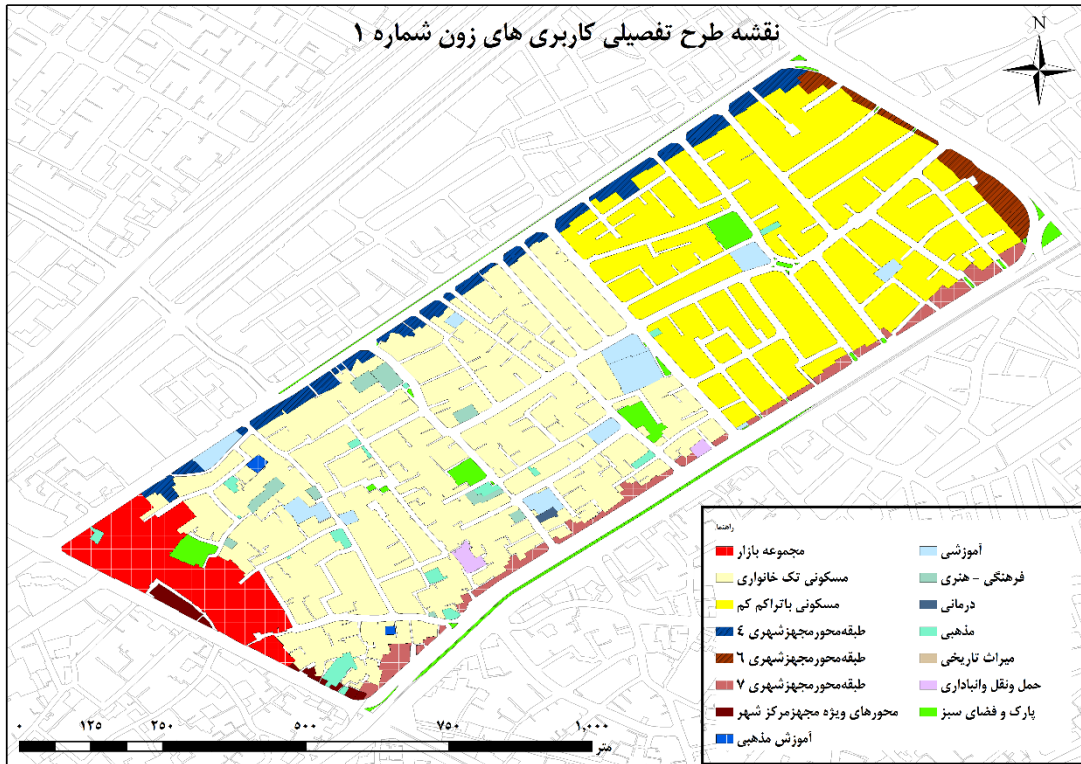 نقشه طرح تفصیلی کاربری های زون شماره ۱
N
راهنما
مجموعه بازار
مسکونی تک خانواری
مسکونی باتراکم کم
طبقه‌محورمجهزشهری ٤
طبقه‌محورمجهزشهری ٦
طبقه‌محورمجهزشهری ۷
محورهای ویژه مجهزمرکز شهر
آموزش مذهبی
آموزشی
فرهنگی - هنری
درمانی
مذهبی
میراث تاریخی
حمل ونقل وانباداری
پارک و فضای سبز
۰ ۱۲۵ ۲۵۰ ۵۰۰ ۷۵۰ ۱,۰۰۰
متر